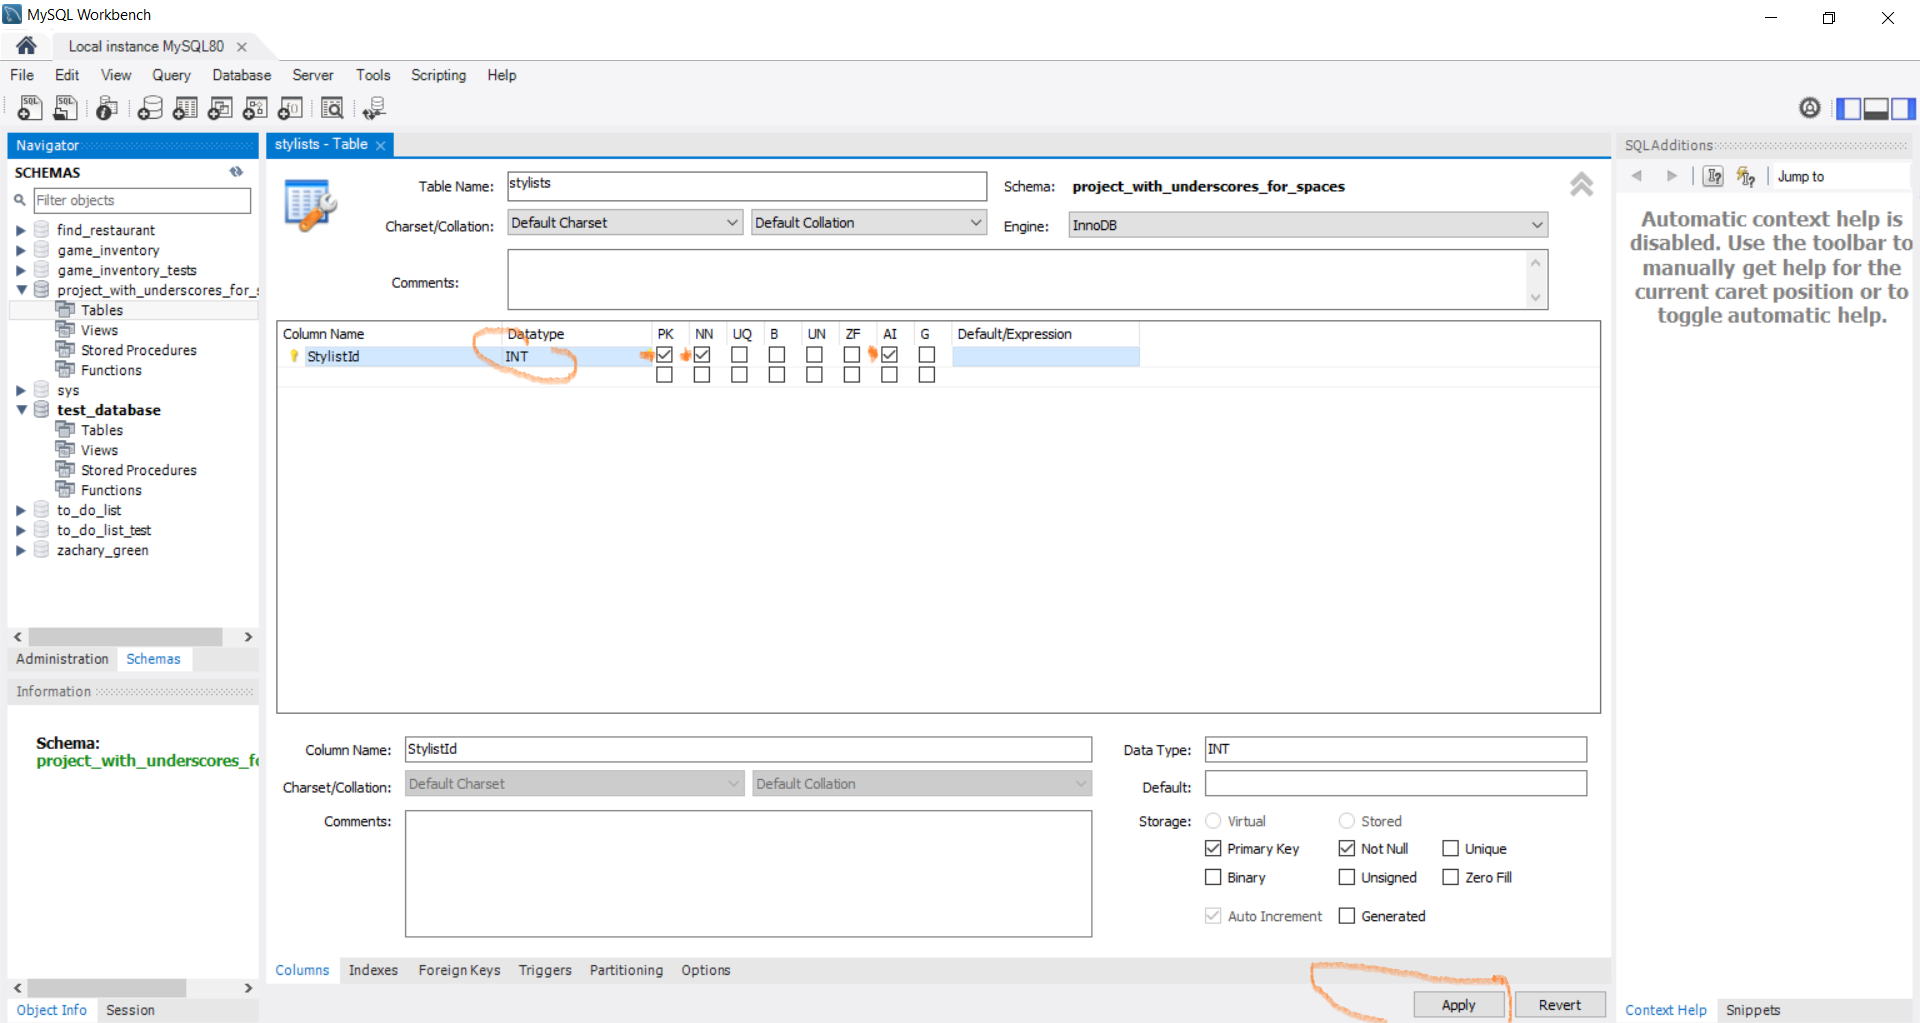 MySQL Workbench
Local instance MySQL80
File Edit View Query Database Server Tools Scripting Help
Navigator
SCHEMAS
Filter objects
find_restaurant
game_inventory
game_inventory_tests
project_with_underscores_for_
Tables
Views
Stored Procedures
Functions
sys
test_database
Tables
Views
Stored Procedures
Functions
to_do_list
to_do_list_test
zachary_green
Administration Schemas
Information
Schema:
project_with_underscores_fo
Object Info Session
stylists - Table
Table Name: stylists Schema: project_with_underscores_for_spaces
Charset/Collation: Default Charset Default Collation Engine: InnoDB
Comments:
Column Name Datatype PK NN UQ B UN ZF AI G Default/Expression
StylistId INT
Column Name: StylistId Data Type: INT
Charset/Collation: Default Charset Default Collation Default:
Comments: Storage: Virtual Stored
Primary Key Not Null Unique
Binary Unsigned Zero Fill
Auto Increment Generated
Columns Indexes Foreign Keys Triggers Partitioning Options
Apply Revert
SQLAdditions
Jump to
Automatic context help is
disabled. Use the toolbar to
manually get help for the
current caret position or to
toggle automatic help.
Context Help Snippets